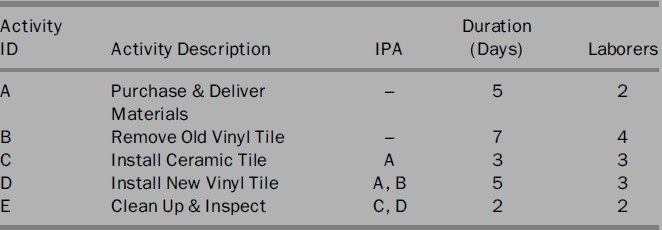 Activity Duration
ID Activity Description IPA (Days) Laborers
A Purchase & Deliver – 5 2
Materials
B Remove Old Vinyl Tile – 7 4
C Install Ceramic Tile A 3 3
D Install New Vinyl Tile A, B 5 3
E Clean Up & Inspect C, D 2 2